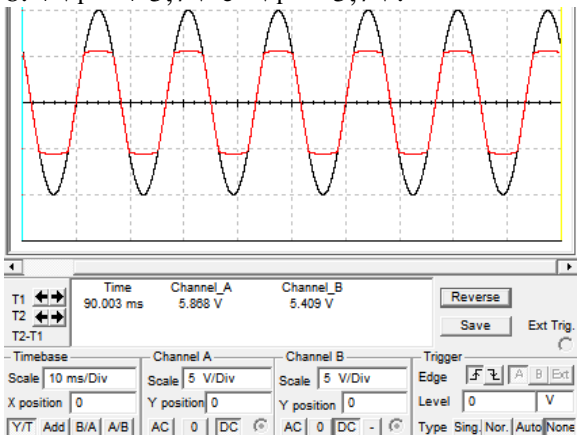 Time Channel_A Channel_B
T1 90.003 ms 5.868 V 5.409 V
T2
T2-T1
Reverse
Save Ext Trig.
Timebase Channel A Channel B Trigger
Scale 10 ms/Div Scale 5 V/Div Scale 5 V/Div Edge A B Ext
X position 0 Y position 0 Y position 0 Level 0 V
Y/T Add B/A A/B AC 0 DC AC 0 DC - Type Sing. Nor. Auto None